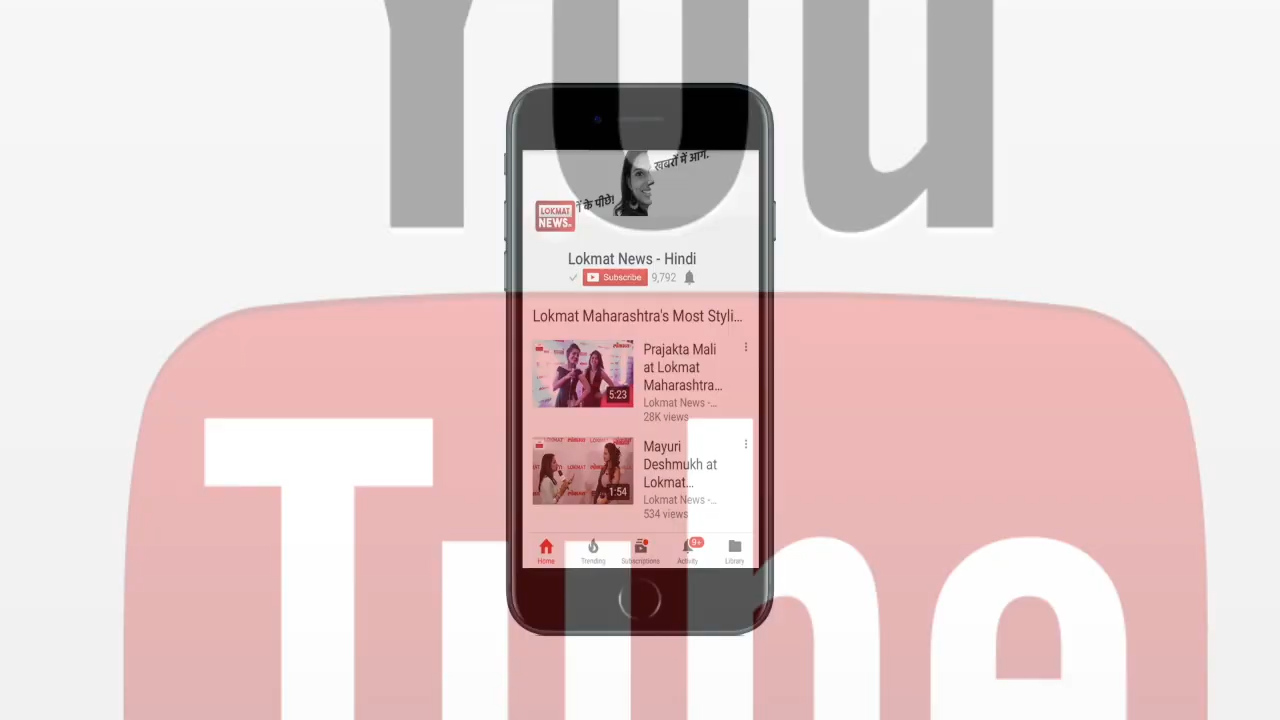 You
Tube
खबरों में आगे.
के पीछे!
LOKMAT
NEWS
Lokmat News - Hindi
Subscribe 9,792
Lokmat Maharashtra's Most Styli...
Prajakta Mali
at Lokmat
Maharashtra...
Lokmat News -...
28K views
5:23
Mayuri
Deshmukh at
Lokmat...
Lokmat News -...
534 views
1:54
9+
Home Trending Subscriptions Activity Library